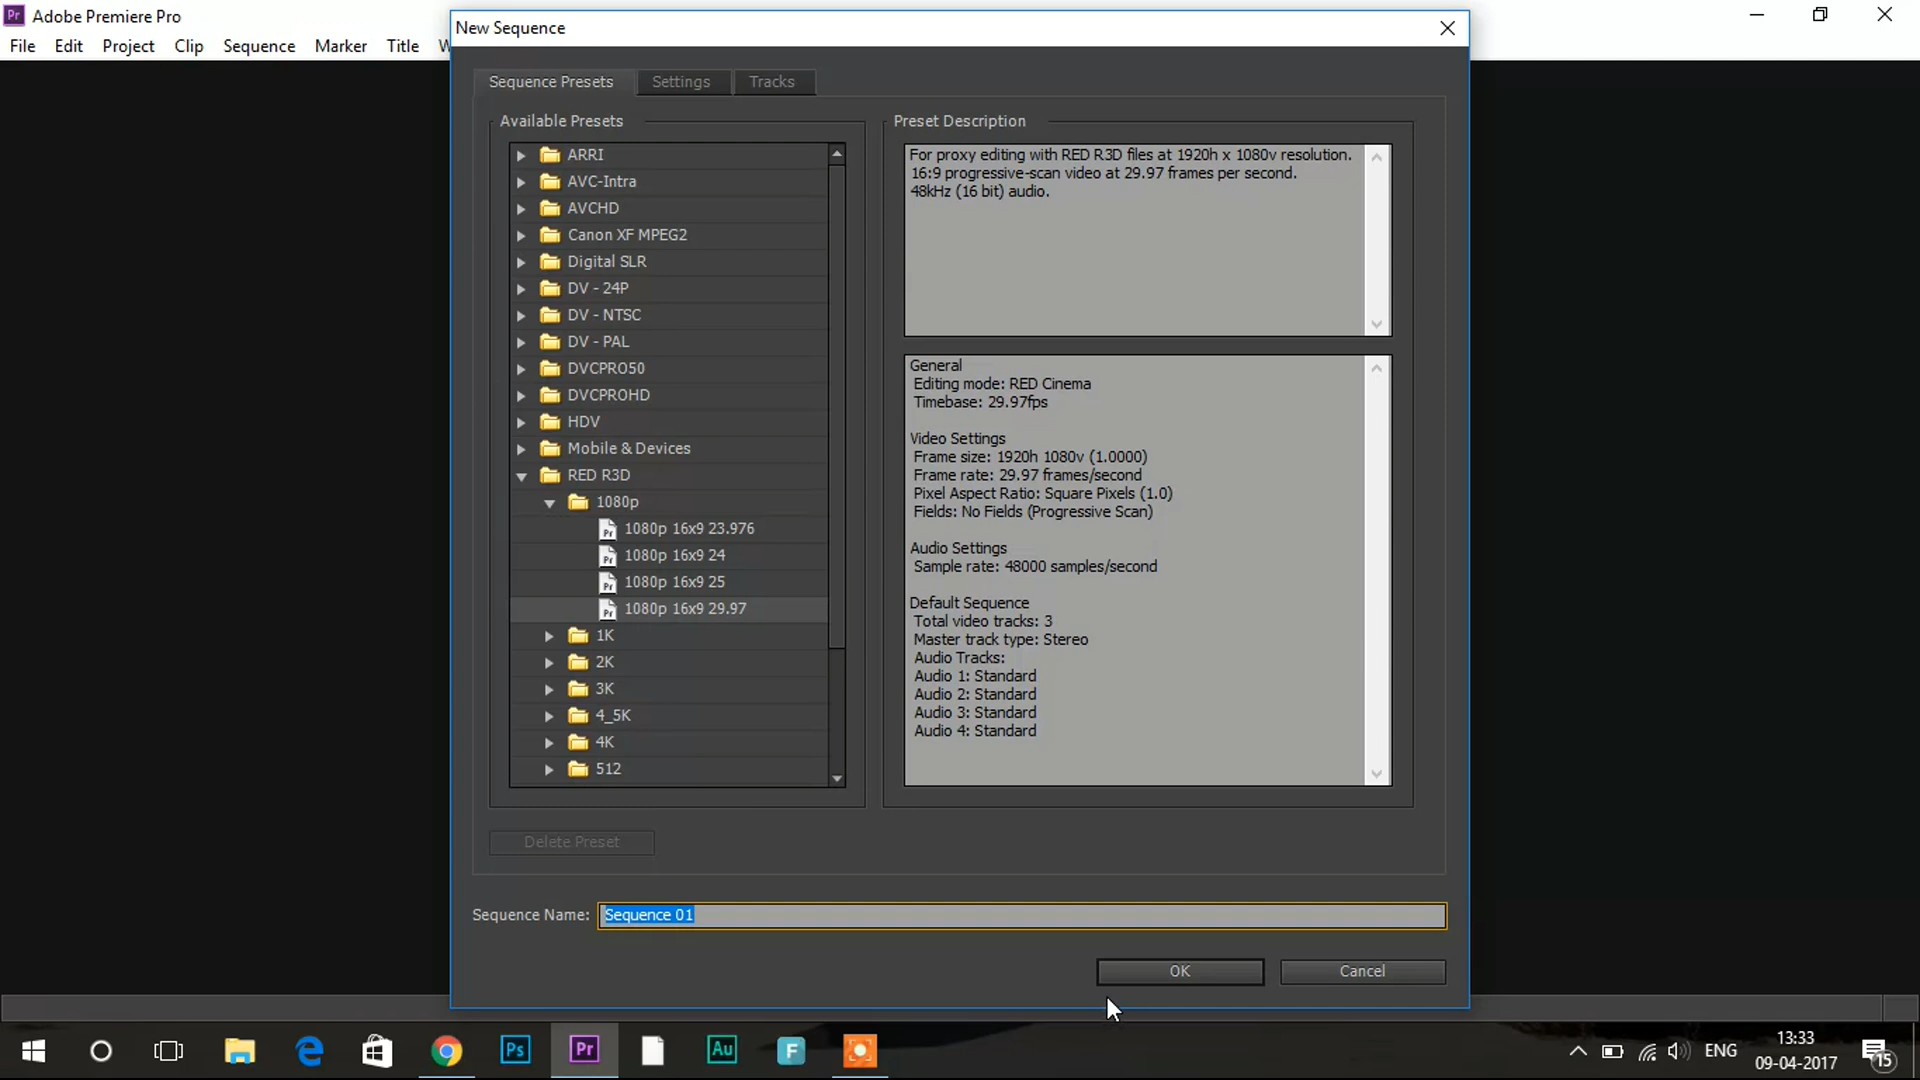 Pr Adobe Premiere Pro
File Edit Project Clip Sequence Marker Title W
New Sequence
Sequence Presets Settings Tracks
Available Presets
ARRI
AVC-Intra
AVCHD
Canon XF MPEG2
Digital SLR
DV - 24P
DV - NTSC
DV - PAL
DVCPRO50
DVCPROHD
HDV
Mobile & Devices
RED R3D
1080p
Pr 1080p 16x9 23.976
Pr 1080p 16x9 24
Pr 1080p 16x9 25
Pr 1080p 16x9 29.97
1K
2K
3K
4_5K
4K
512
Delete Preset
Preset Description
For proxy editing with RED R3D files at 1920h x 1080v resolution.
16:9 progressive-scan video at 29.97 frames per second.
48kHz (16 bit) audio.
General
Editing mode: RED Cinema
Timebase: 29.97fps
Video Settings
Frame size: 1920h 1080v (1.0000)
Frame rate: 29.97 frames/second
Pixel Aspect Ratio: Square Pixels (1.0)
Fields: No Fields (Progressive Scan)
Audio Settings
Sample rate: 48000 samples/second
Default Sequence
Total video tracks: 3
Master track type: Stereo
Audio Tracks:
Audio 1: Standard
Audio 2: Standard
Audio 3: Standard
Audio 4: Standard
Sequence Name: Sequence 01
OK Cancel
Ps Pr Au F ENG 13:33
09-04-2017 15